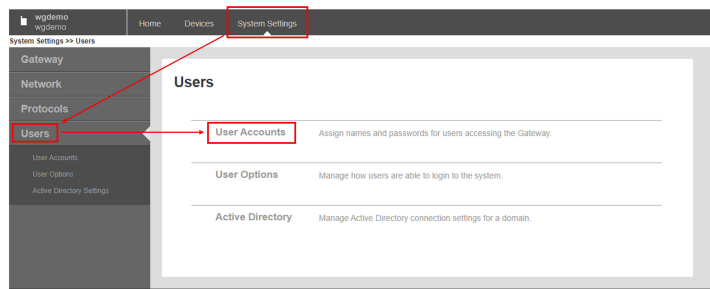 wgdemo
wgdemo
Home Devices System Settings
System Settings >> Users
Gateway
Network
Protocols
Users
User Accounts
User Options
Active Directory Settings
Users
User Accounts Assign names and passwords for users accessing the Gateway.
User Options Manage how users are able to login to the system.
Active Directory Manage Active Directory connection settings for a domain.